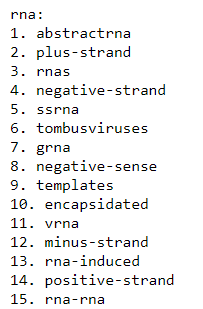 rna:
1. abstractrna
2. plus-strand
3. rnas
4. negative-strand
5. ssrna
6. tombusviruses
7. grna
8. negative-sense
9. templates
10. encapsidated
11. vrna
12. minus-strand
13. rna-induced
14. positive-strand
15. rna-rna